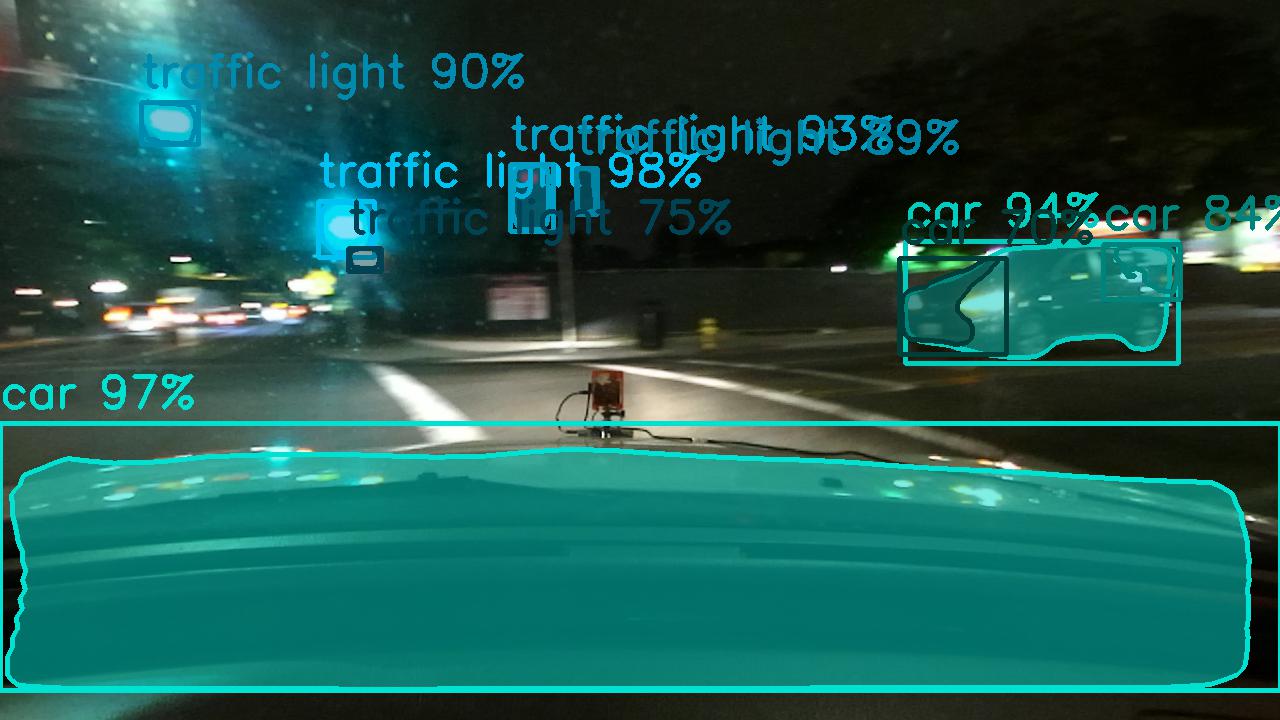 traffic light 90%
traffic light 93%
traffic light 89%
traffic light 98%
traffic light 75%
car 94%
car 84%
car 70%
car 97%